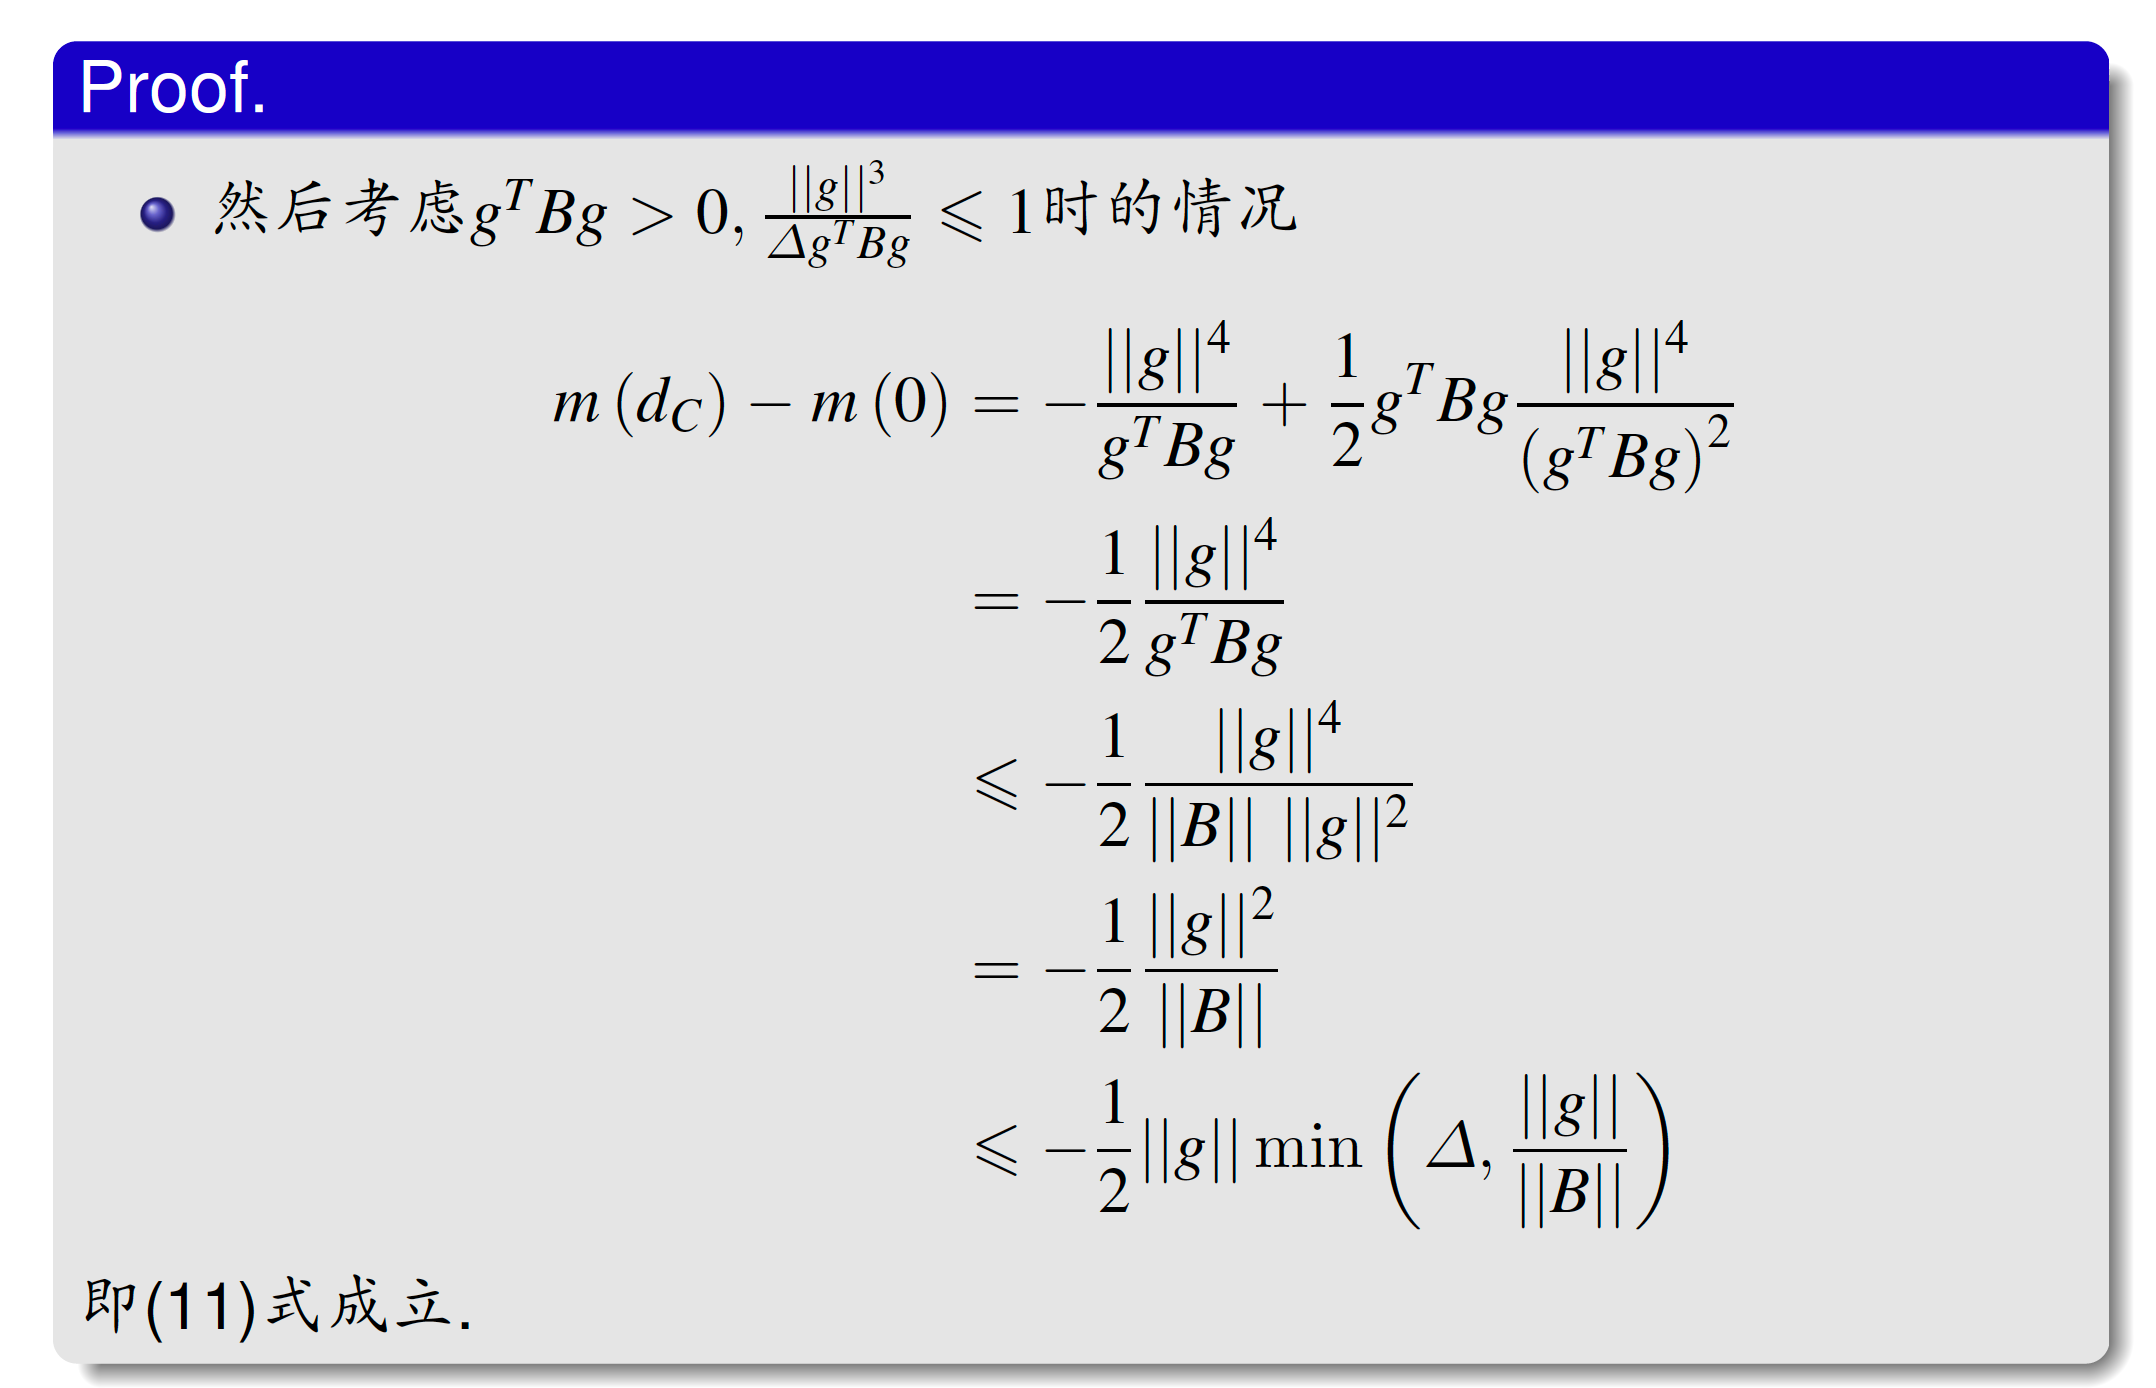 Proof.
然后考虑$g^T Bg > 0, \frac{||g||^3}{\Delta g^T Bg} \leqslant 1$时的情况
$m(d_C) - m(0) = -\frac{||g||^4}{g^T Bg} + \frac{1}{2} g^T Bg \frac{||g||^4}{(g^T Bg)^2}$
$= -\frac{1}{2} \frac{||g||^4}{g^T Bg}$
$\leqslant -\frac{1}{2} \frac{||g||^4}{||B|| \ ||g||^2}$
$= -\frac{1}{2} \frac{||g||^2}{||B||}$
$\leqslant -\frac{1}{2} ||g|| \min \left( \Delta, \frac{||g||}{||B||} \right)$
即(11)式成立.